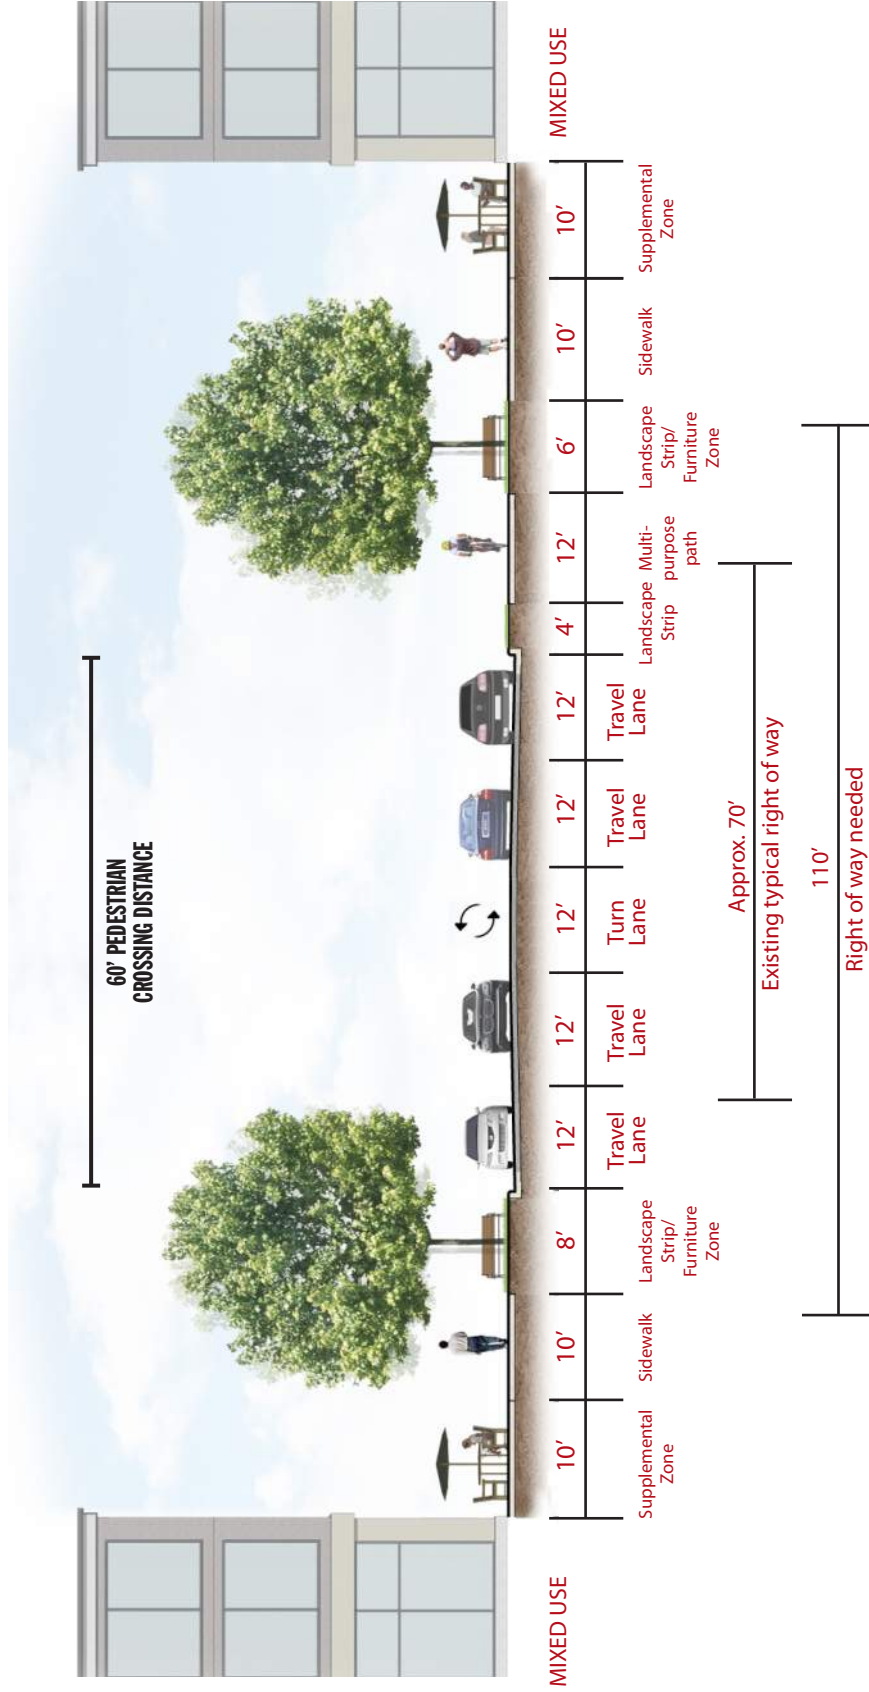 60' PEDESTRIAN
CROSSING DISTANCE
MIXED USE
10'
10'
8'
12'
12'
12'
12'
12'
4'
12'
6'
10'
10'
MIXED USE
Supplemental
Zone
Sidewalk
Landscape
Strip/
Furniture
Zone
Travel
Lane
Travel
Lane
Turn
Lane
Travel
Lane
Travel
Lane
Landscape
Strip
Multi-
purpose
path
Landscape
Strip/
Furniture
Zone
Sidewalk
Supplemental
Zone
Approx. 70'
Existing typical right of way
110'
Right of way needed